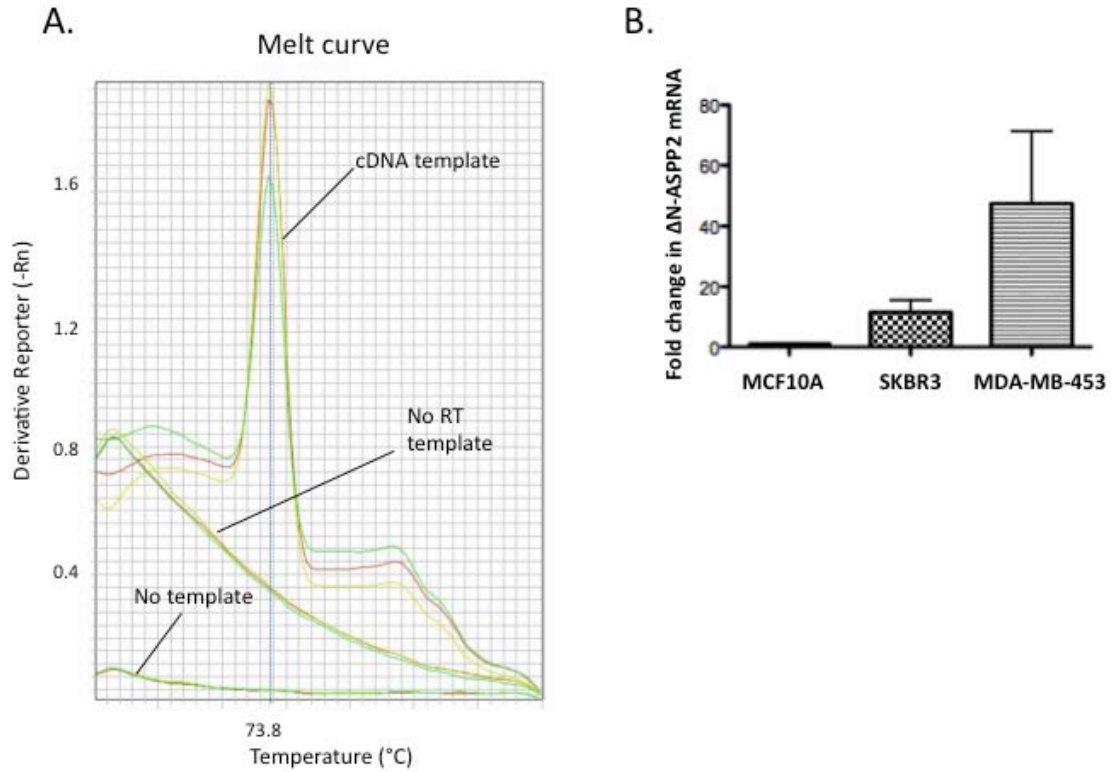 A.
Melt curve
Derivative Reporter (-Rn)
1.6
1.2
0.8
0.4
cDNA template
No RT
template
No template
73.8
Temperature (°C)
B.
Fold change in ΔN-ASPP2 mRNA
80
60
40
20
0
MCF10A
SKBR3
MDA-MB-453